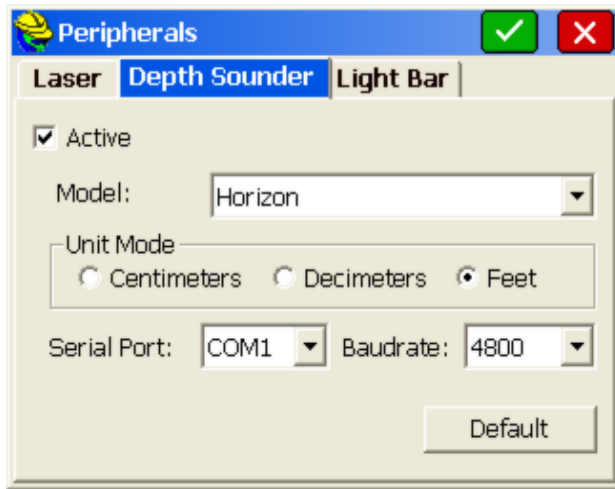 Peripherals
Laser Depth Sounder Light Bar
Active
Model: Horizon
Unit Mode
Centimeters Decimeters Feet
Serial Port: COM1 Baudrate: 4800
Default